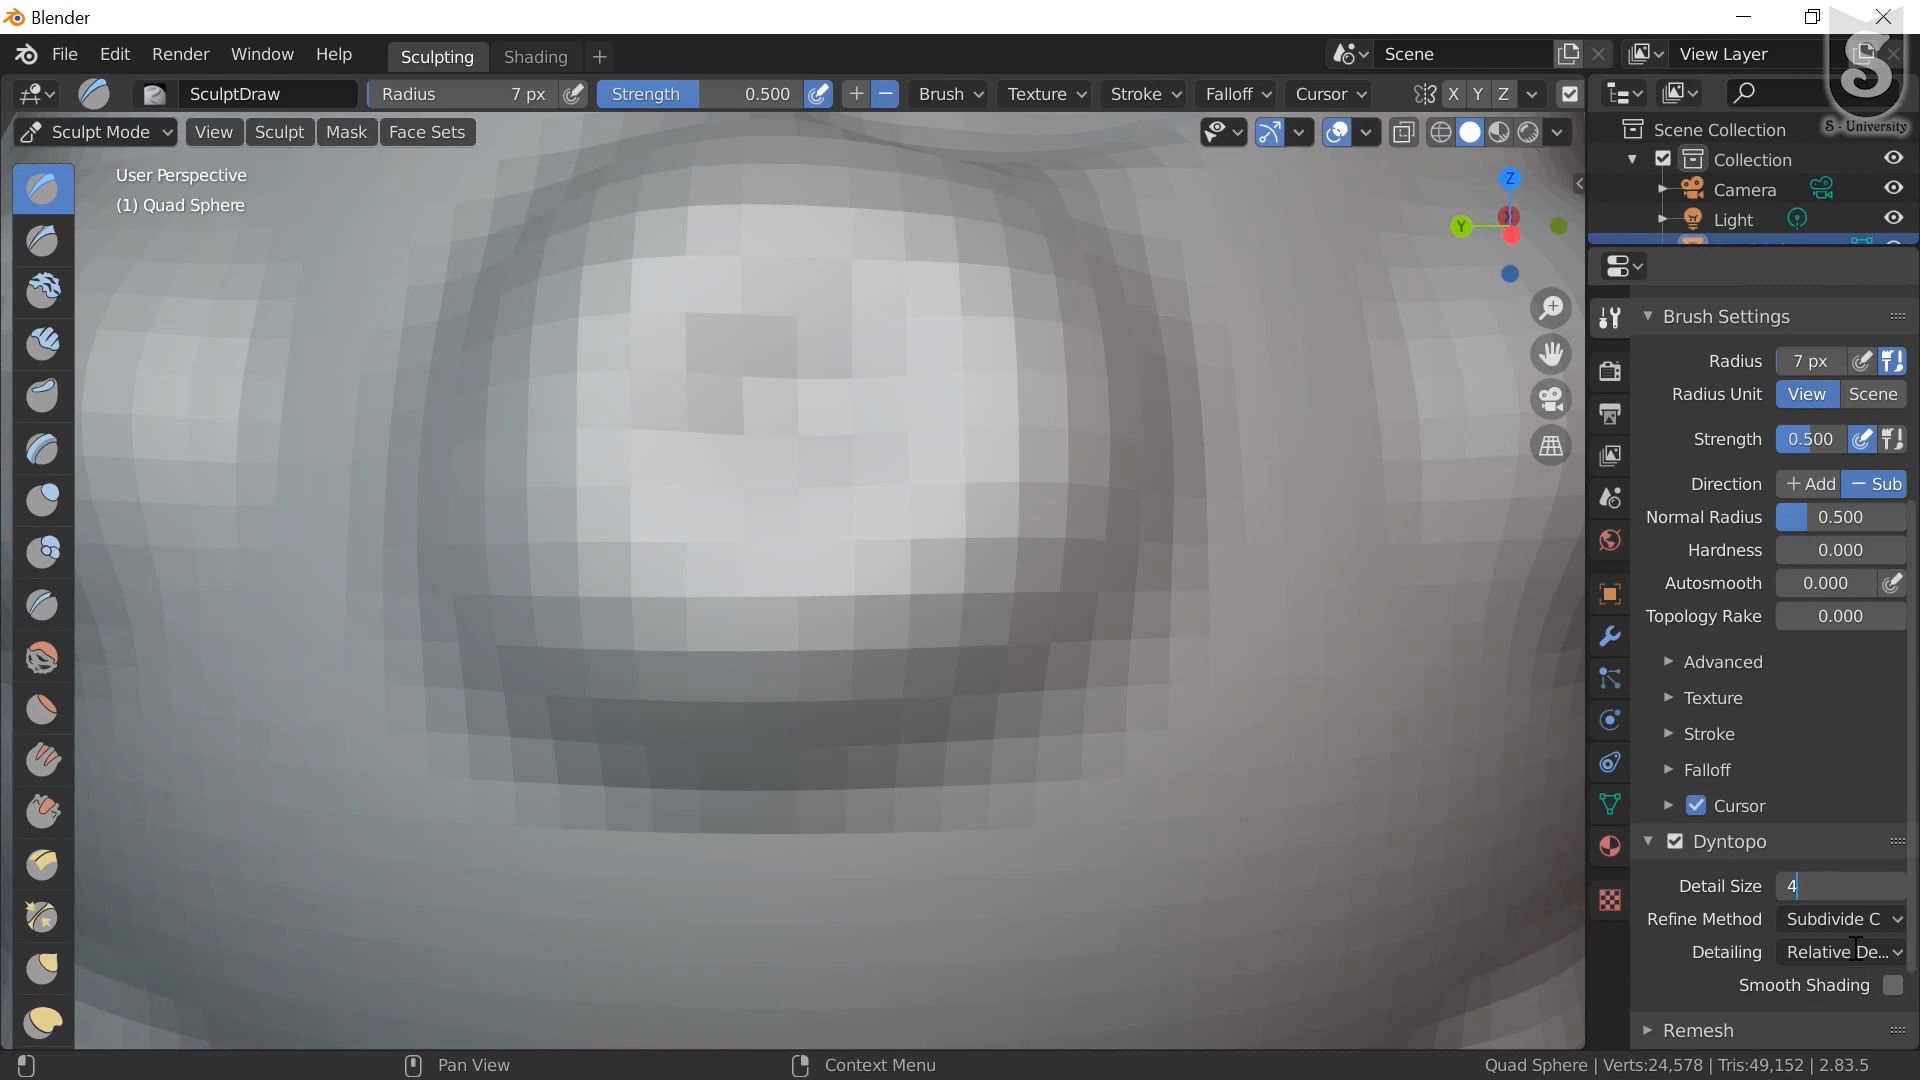 Blender
File Edit Render Window Help Sculpting Shading + Scene View Layer
SculptDraw Radius 7 px Strength 0.500 Brush Texture Stroke Falloff Cursor X Y Z
S
S - University
Sculpt Mode View Sculpt Mask Face Sets
User Perspective
(1) Quad Sphere
Z
Y
X
Scene Collection
Collection
Camera
Light
Brush Settings
Radius 7 px
Radius Unit View Scene
Strength 0.500
Direction + Add − Sub
Normal Radius 0.500
Hardness 0.000
Autosmooth 0.000
Topology Rake 0.000
Advanced
Texture
Stroke
Falloff
Cursor
Dyntopo
Detail Size 4
Refine Method Subdivide C
Detailing Relative De...
Smooth Shading
Remesh
Pan View Context Menu Quad Sphere | Verts:24,578 | Tris:49,152 | 2.83.5